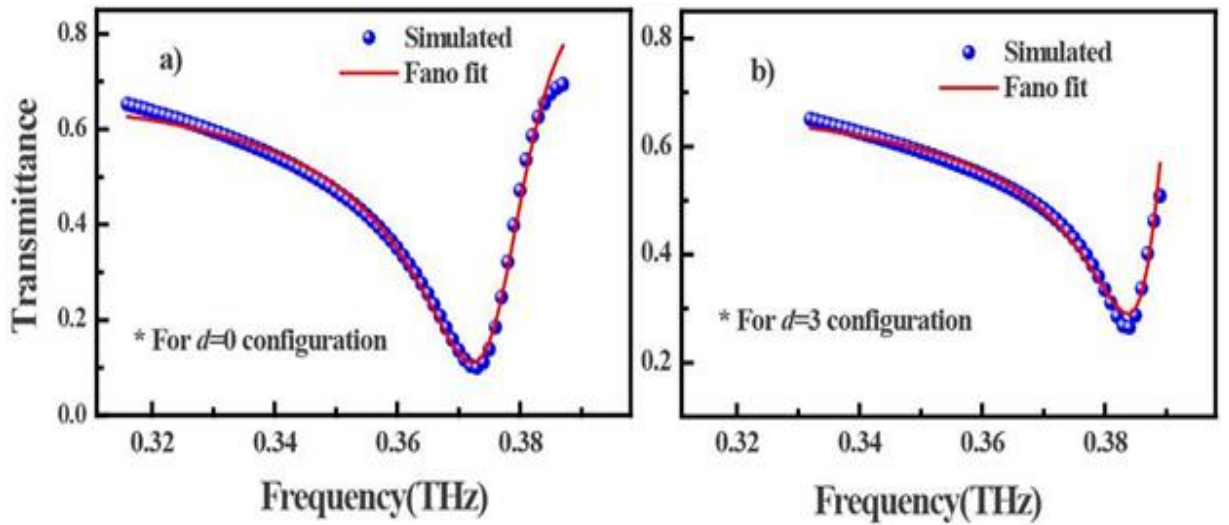 a)
Simulated
Fano fit
0.8
0.6
0.4
0.2
0.0
Transmittance
* For d=0 configuration
0.32
0.34
0.36
0.38
Frequency(THz)
b)
Simulated
Fano fit
0.8
0.6
0.4
0.2
* For d=3 configuration
0.32
0.34
0.36
0.38
Frequency(THz)